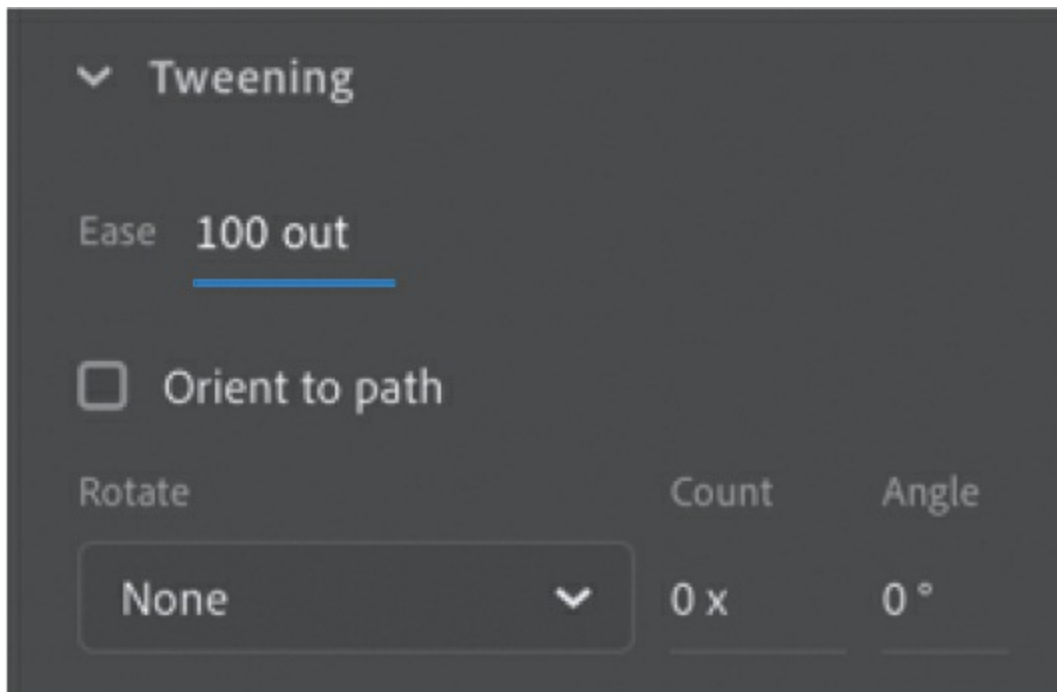 Tweening
Ease 100 out
Orient to path
Rotate Count Angle
None 0 x 0 °